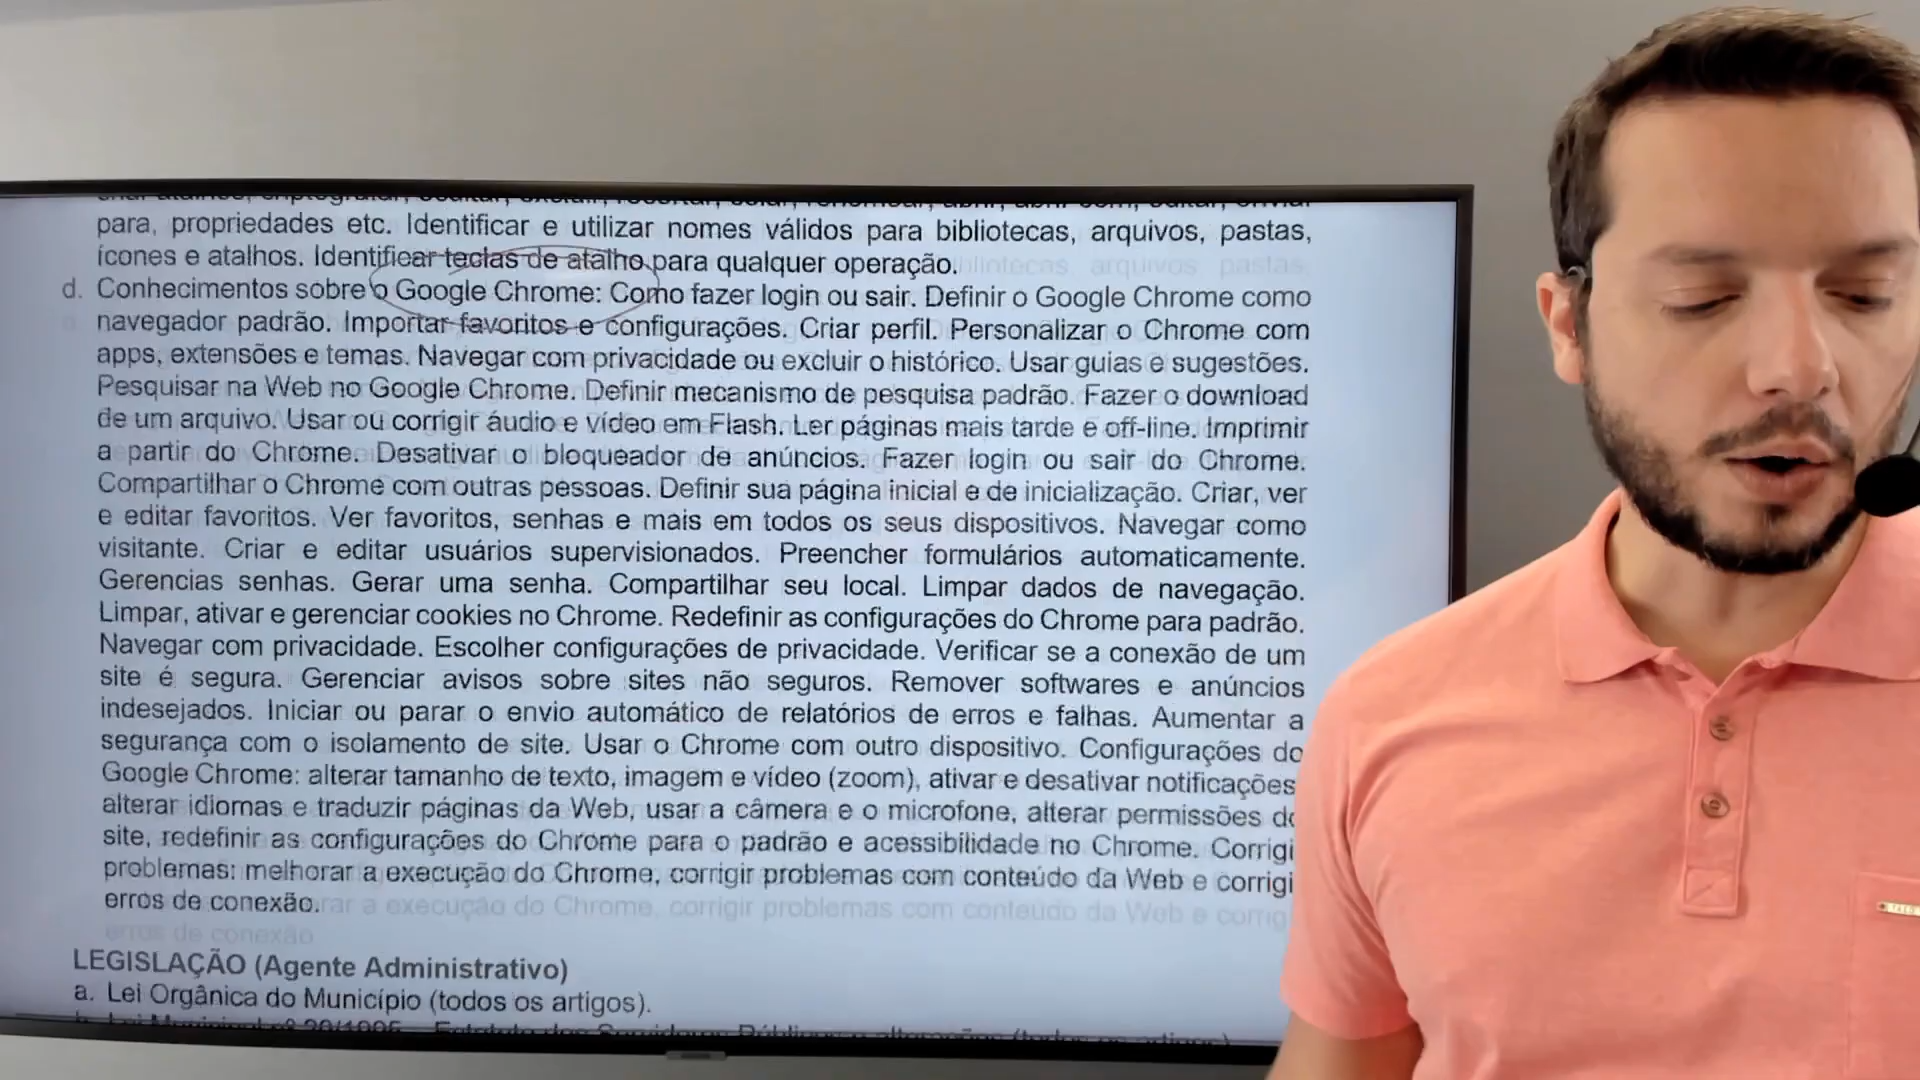 para, propriedades etc. Identificar e utilizar nomes válidos para bibliotecas, arquivos, pastas,
ícones e atalhos. Identificar teclas de atalho para qualquer operação.
d. Conhecimentos sobre o Google Chrome: Como fazer login ou sair. Definir o Google Chrome como
navegador padrão. Importar favoritos e configurações. Criar perfil. Personalizar o Chrome com
apps, extensões e temas. Navegar com privacidade ou excluir o histórico. Usar guias e sugestões.
Pesquisar na Web no Google Chrome. Definir mecanismo de pesquisa padrão. Fazer o download
de um arquivo. Usar ou corrigir áudio e vídeo em Flash. Ler páginas mais tarde e off-line. Imprimir
a partir do Chrome. Desativar o bloqueador de anúncios. Fazer login ou sair do Chrome.
Compartilhar o Chrome com outras pessoas. Definir sua página inicial e de inicialização. Criar, ver
e editar favoritos. Ver favoritos, senhas e mais em todos os seus dispositivos. Navegar como
visitante. Criar e editar usuários supervisionados. Preencher formulários automaticamente.
Gerencias senhas. Gerar uma senha. Compartilhar seu local. Limpar dados de navegação.
Limpar, ativar e gerenciar cookies no Chrome. Redefinir as configurações do Chrome para padrão.
Navegar com privacidade. Escolher configurações de privacidade. Verificar se a conexão de um
site é segura. Gerenciar avisos sobre sites não seguros. Remover softwares e anúncios
indesejados. Iniciar ou parar o envio automático de relatórios de erros e falhas. Aumentar a
segurança com o isolamento de site. Usar o Chrome com outro dispositivo. Configurações do
Google Chrome: alterar tamanho de texto, imagem e vídeo (zoom), ativar e desativar notificações
alterar idiomas e traduzir páginas da Web, usar a câmera e o microfone, alterar permissões do
site, redefinir as configurações do Chrome para o padrão e acessibilidade no Chrome. Corrigi
problemas: melhorar a execução do Chrome, corrigir problemas com conteúdo da Web e corrigi
erros de conexão.
LEGISLAÇÃO (Agente Administrativo)
a. Lei Orgânica do Município (todos os artigos).